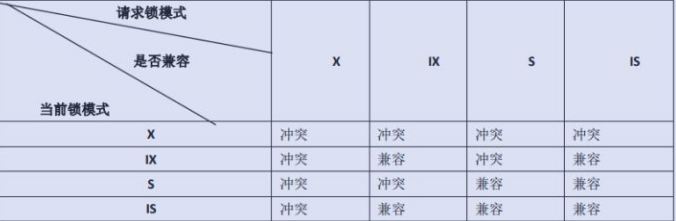 请求锁模式
是否兼容
当前锁模式
X IX S IS
X 冲突 冲突 冲突 冲突
IX 冲突 兼容 冲突 兼容
S 冲突 冲突 兼容 兼容
IS 冲突 兼容 兼容 兼容